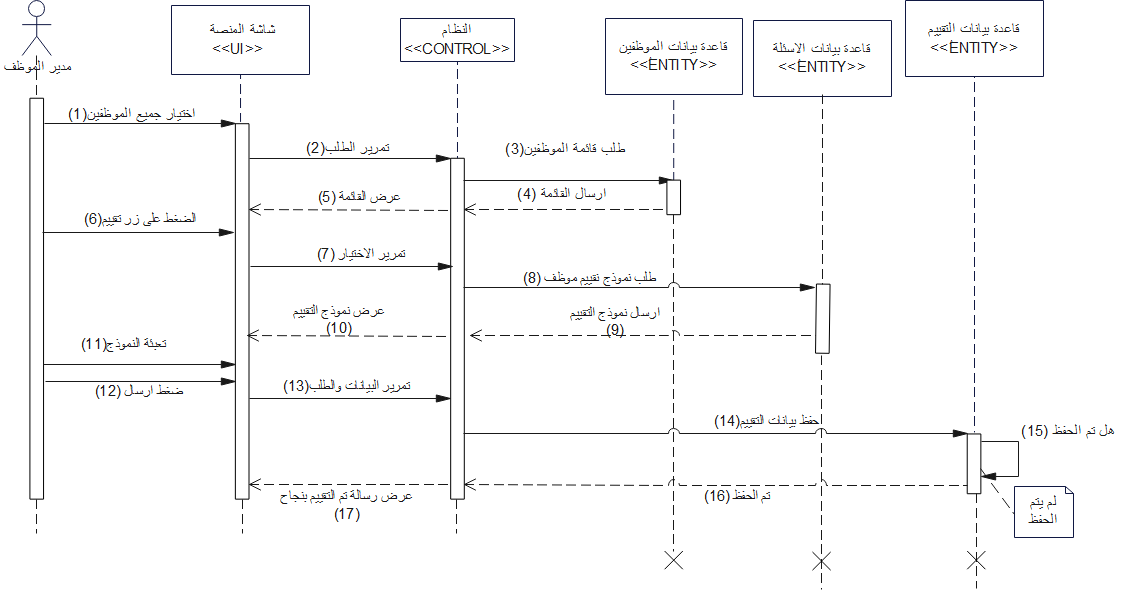 شاشة المنصة
<<UI>>
النظام
<<CONTROL>>
قاعدة بيانات الموظفين
<<ENTITY>>
قاعدة بيانات الاسئلة
<<ENTITY>>
قاعدة بيانات التقييم
<<ENTITY>>
مدير الموظف
اختيار جميع الموظفين(1)
تمرير الطلب(2)
طلب قائمة الموظفين(3)
ارسال القائمة (4)
عرض القائمة (5)
الضغط على زر تقييم(6)
تمرير الاختيار (7)
طلب نموذج تقييم موظف (8)
ارسال نموذج التقييم
(9)
عرض نموذج التقييم
(10)
تعبئة النموذج(11)
ضغط ارسال (12)
تمرير البيانات والطلب(13)
حفظ بيانات التقييم(14)
هل تم الحفظ (15)
تم الحفظ (16)
عرض رسالة تم التقييم بنجاح
(17)
لم يتم
الحفظ